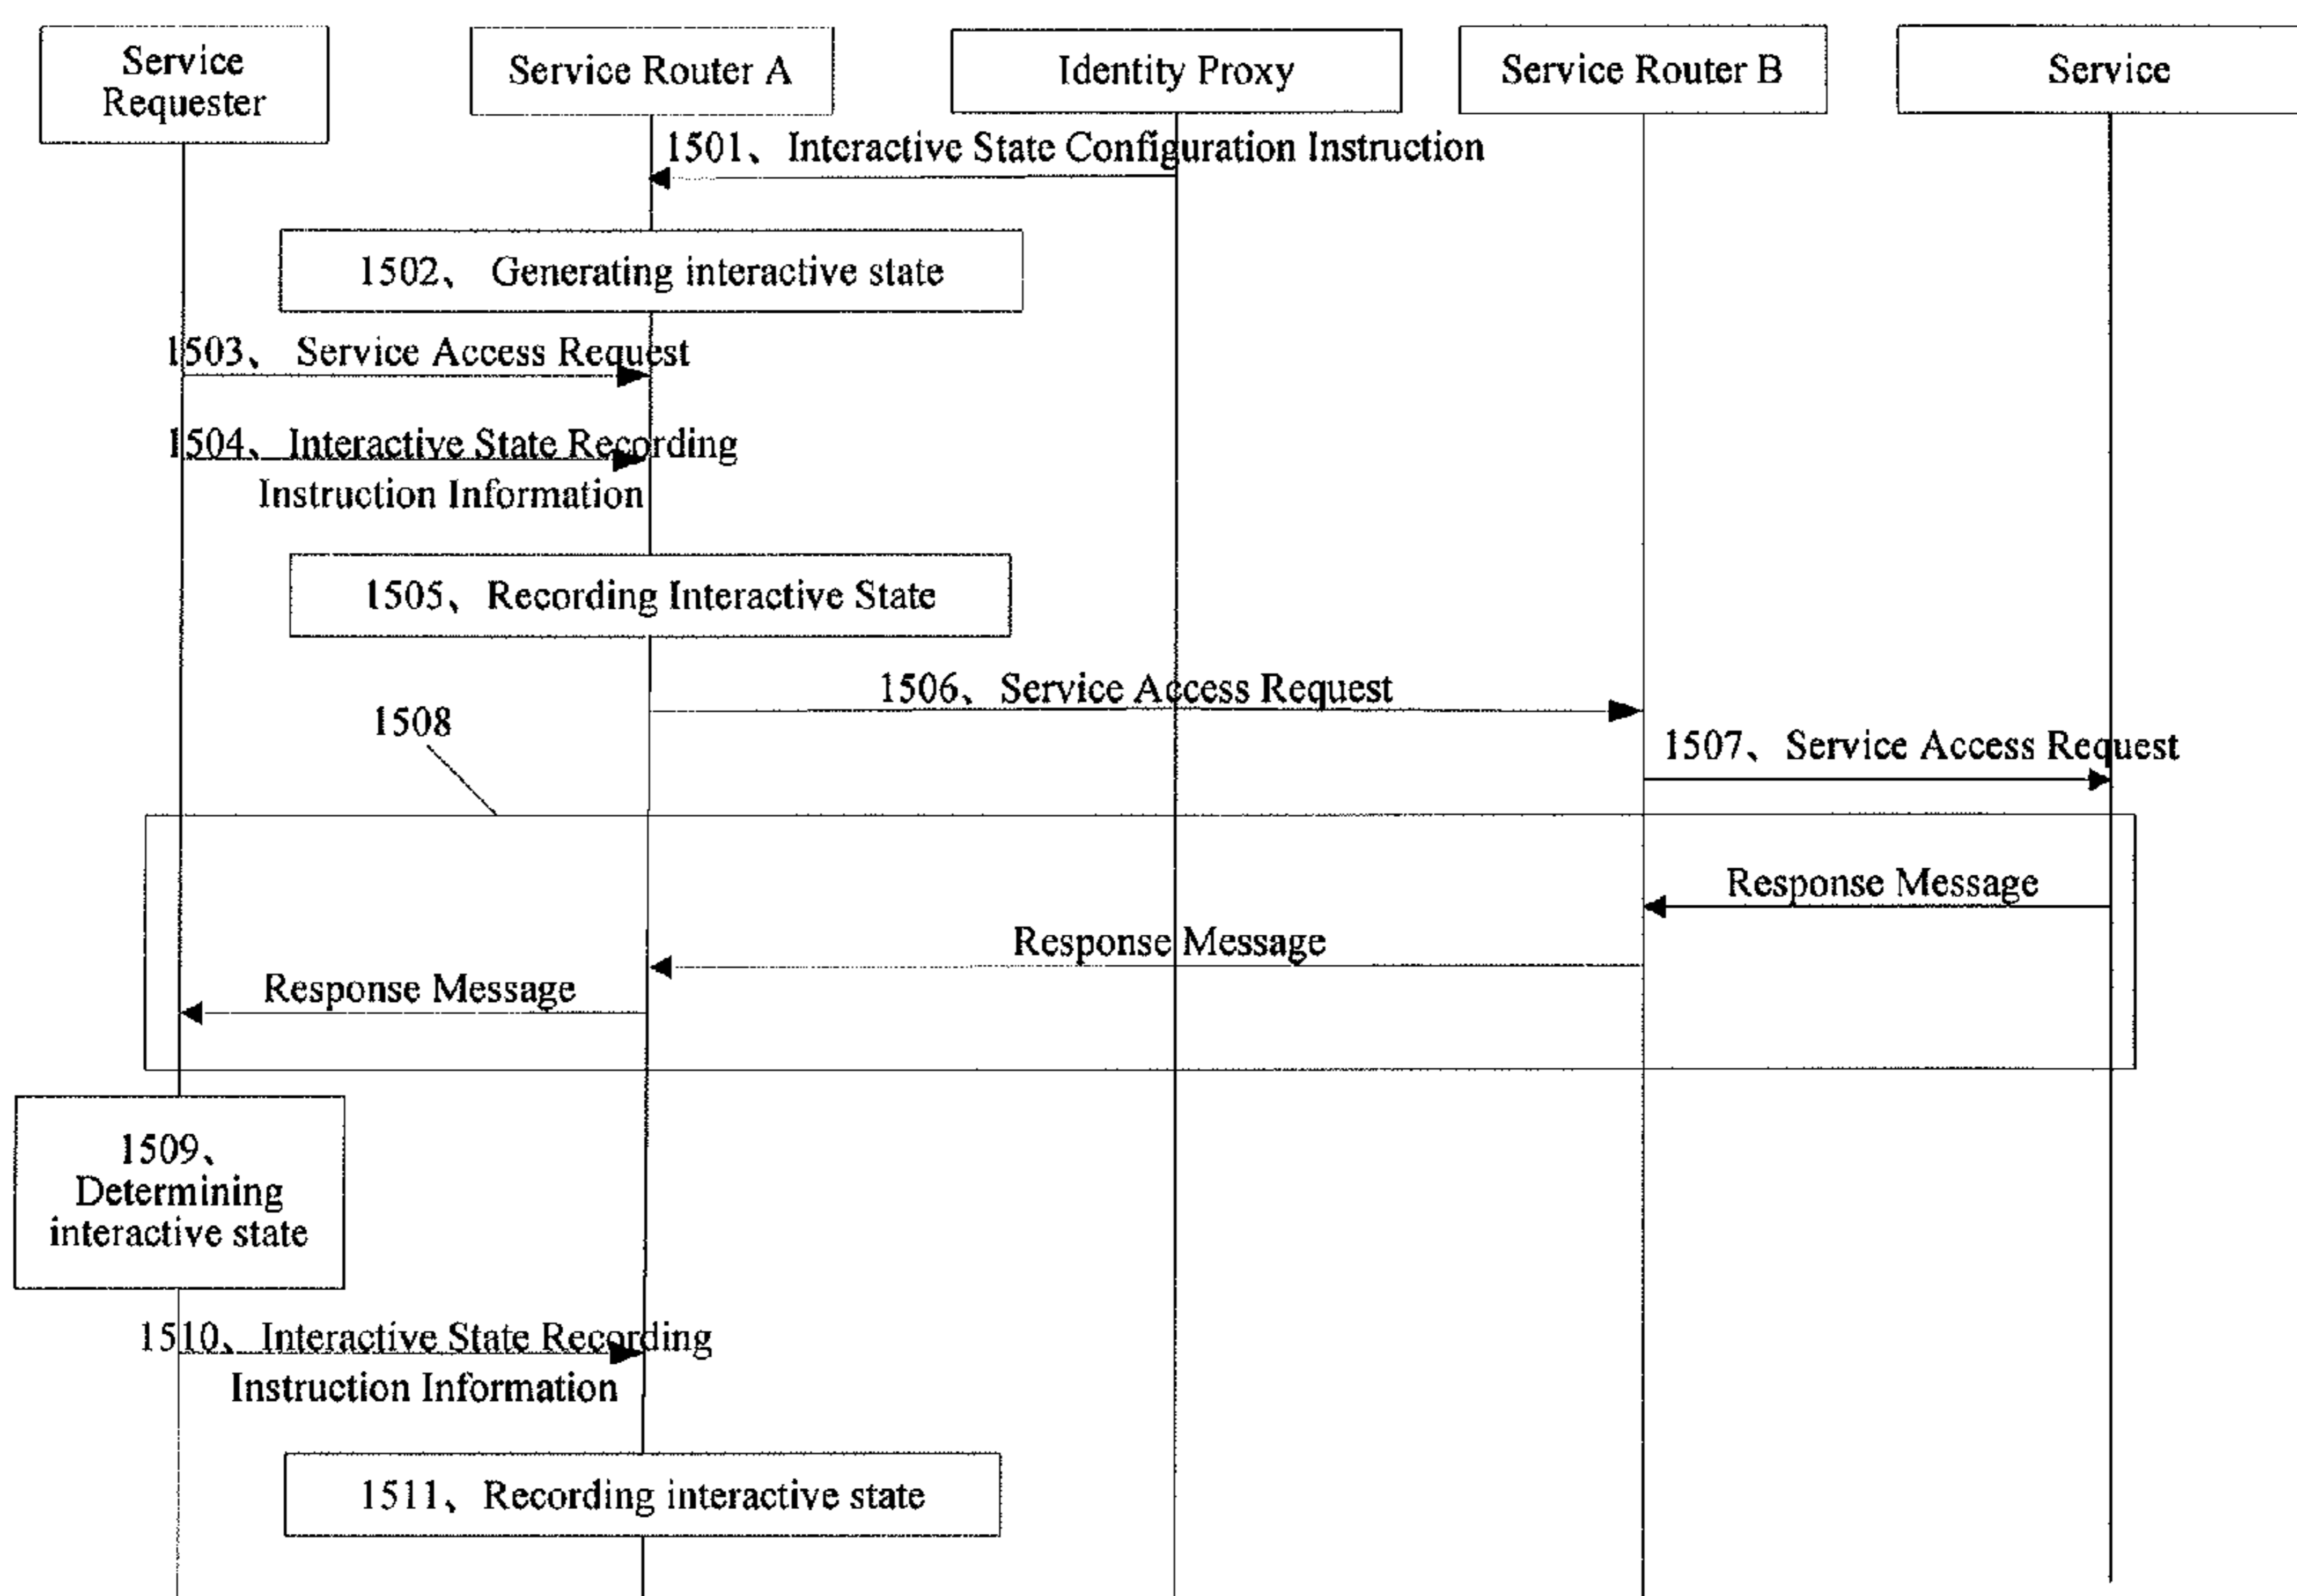 Service
Requester
Service Router A
Identity Proxy
Service Router B
Service
1501、Interactive State Configuration Instruction
1502、 Generating interactive state
1503、 Service Access Request
1504、Interactive State Recording
Instruction Information
1505、Recording Interactive State
1506、Service Access Request
1508
1507、Service Access Request
Response Message
Response Message
Response Message
1509、
Determining
interactive state
1510、Interactive State Recording
Instruction Information
1511、Recording interactive state